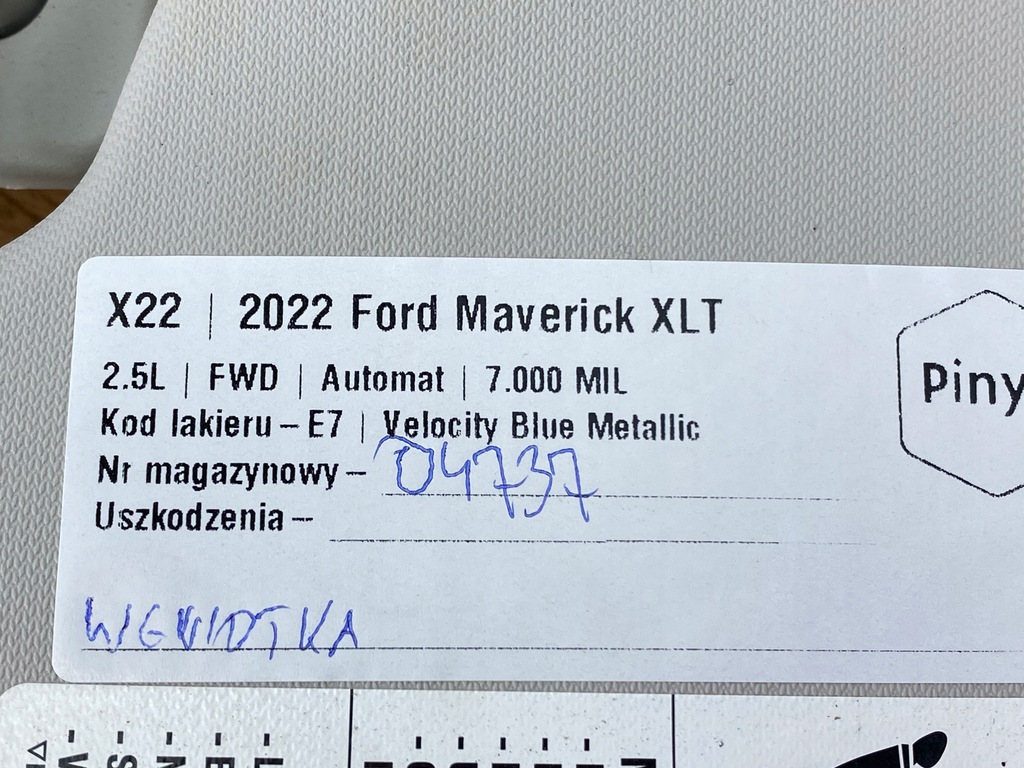 X22 | 2022 Ford Maverick XLT
2.5L | FWD | Automat | 7.000 MIL
Kod lakieru – E7 | Velocity Blue Metallic
Nr magazynowy – 04737
Uszkodzenia –
Piny